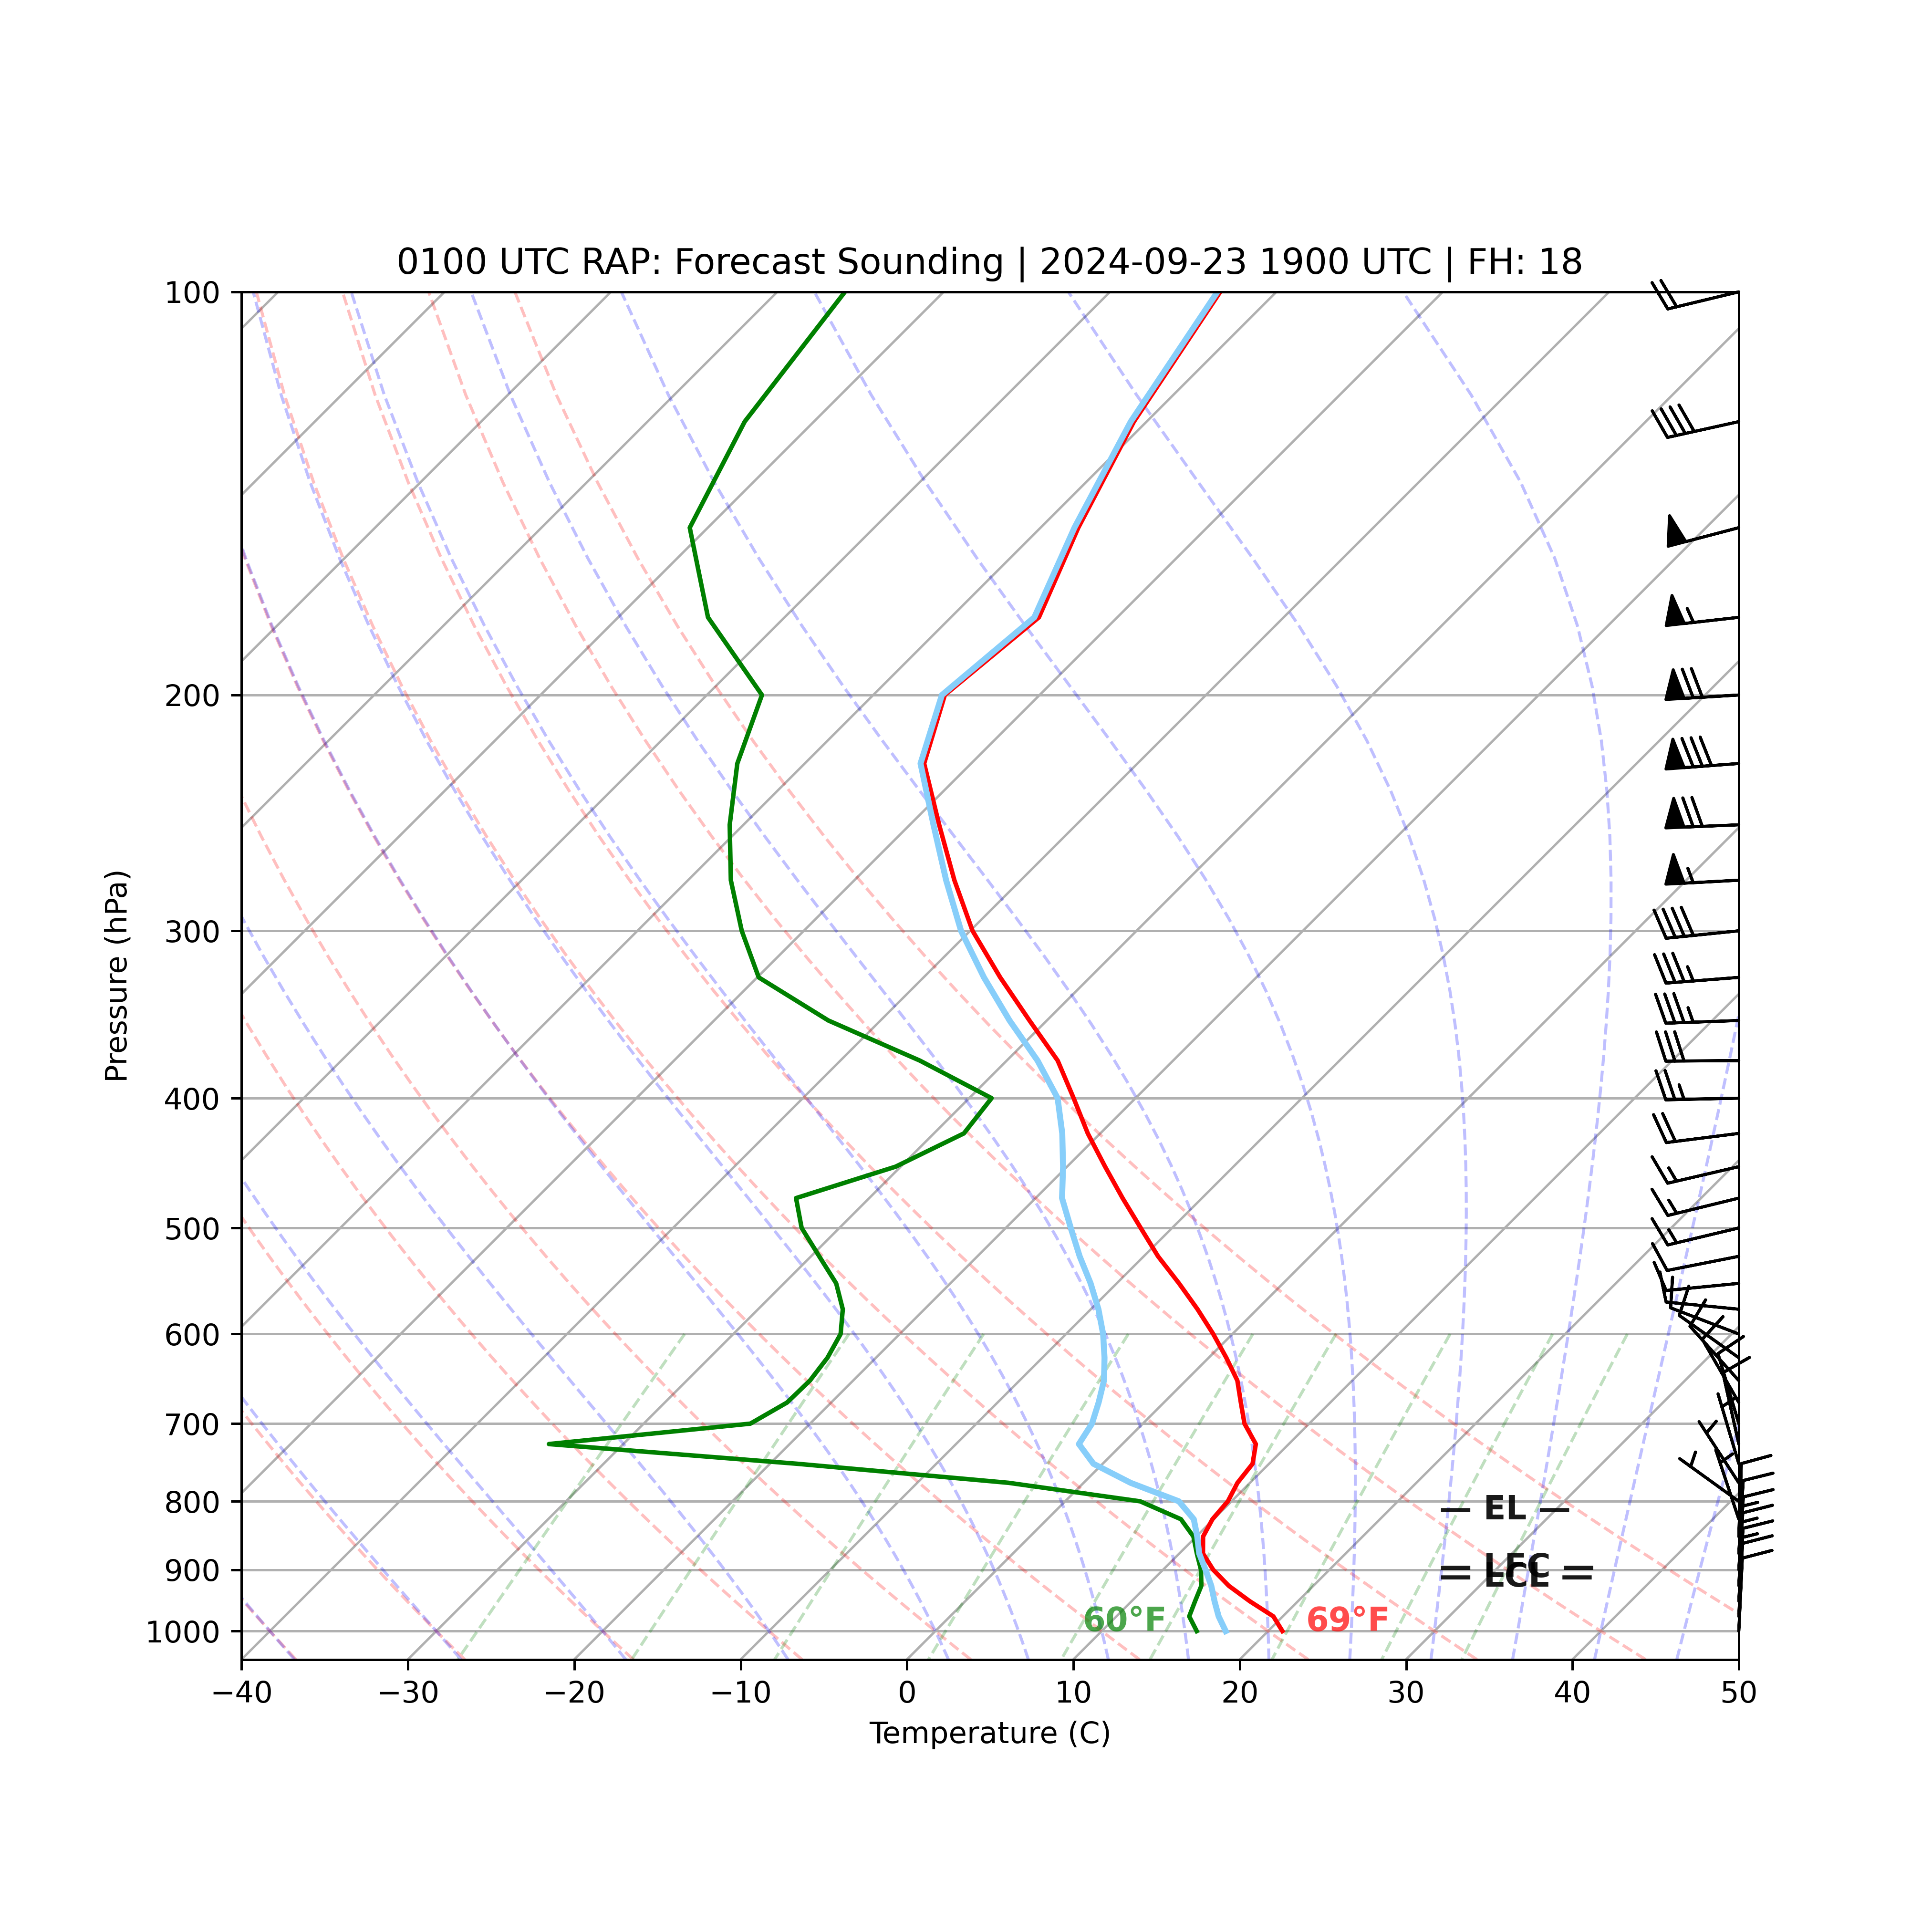 0100 UTC RAP: Forecast Sounding | 2024-09-23 1900 UTC | FH: 18
100
200
300
400
500
600
700
800
900
1000
Pressure (hPa)
— EL —
— LFC —
— LCL —
60°F
69°F
−40 −30 −20 −10 0 10 20 30 40 50
Temperature (C)